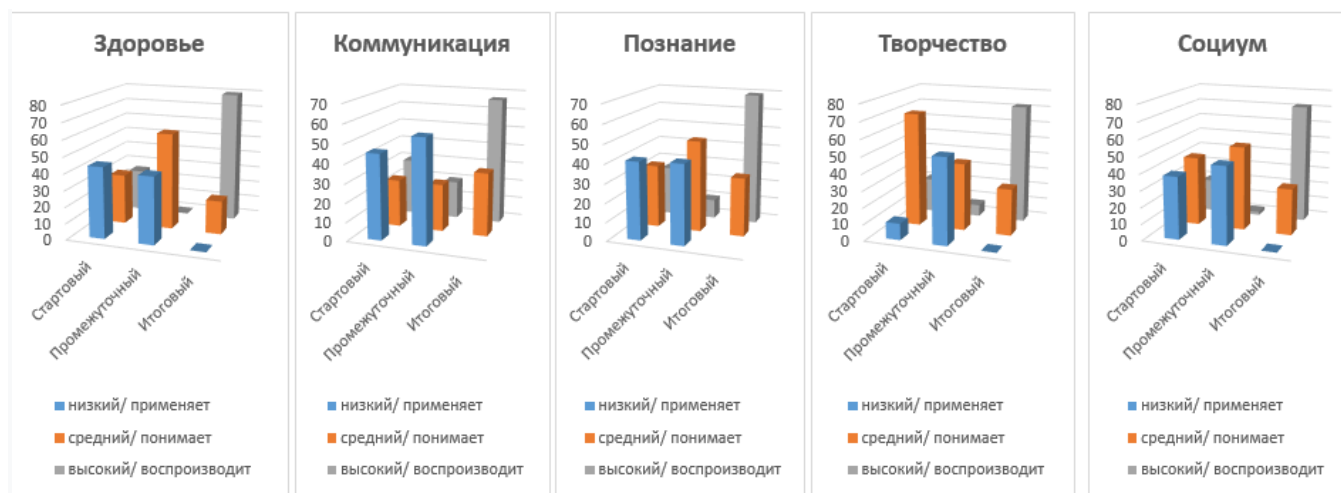 Здоровье
80
70
60
50
40
30
20
10
0
Стартовый
Промежуточный
Итоговый
низкий/ применяет
средний/ понимает
высокий/ воспроизводит
Коммуникация
70
60
50
40
30
20
10
0
Стартовый
Промежуточный
Итоговый
низкий/ применяет
средний/ понимает
высокий/ воспроизводит
Познание
70
60
50
40
30
20
10
0
Стартовый
Промежуточный
Итоговый
низкий/ применяет
средний/ понимает
высокий/ воспроизводит
Творчество
80
70
60
50
40
30
20
10
0
Стартовый
Промежуточный
Итоговый
низкий/ применяет
средний/ понимает
высокий/ воспроизводит
Социум
80
70
60
50
40
30
20
10
0
Стартовый
Промежуточный
Итоговый
низкий/ применяет
средний/ понимает
высокий/ воспроизводит